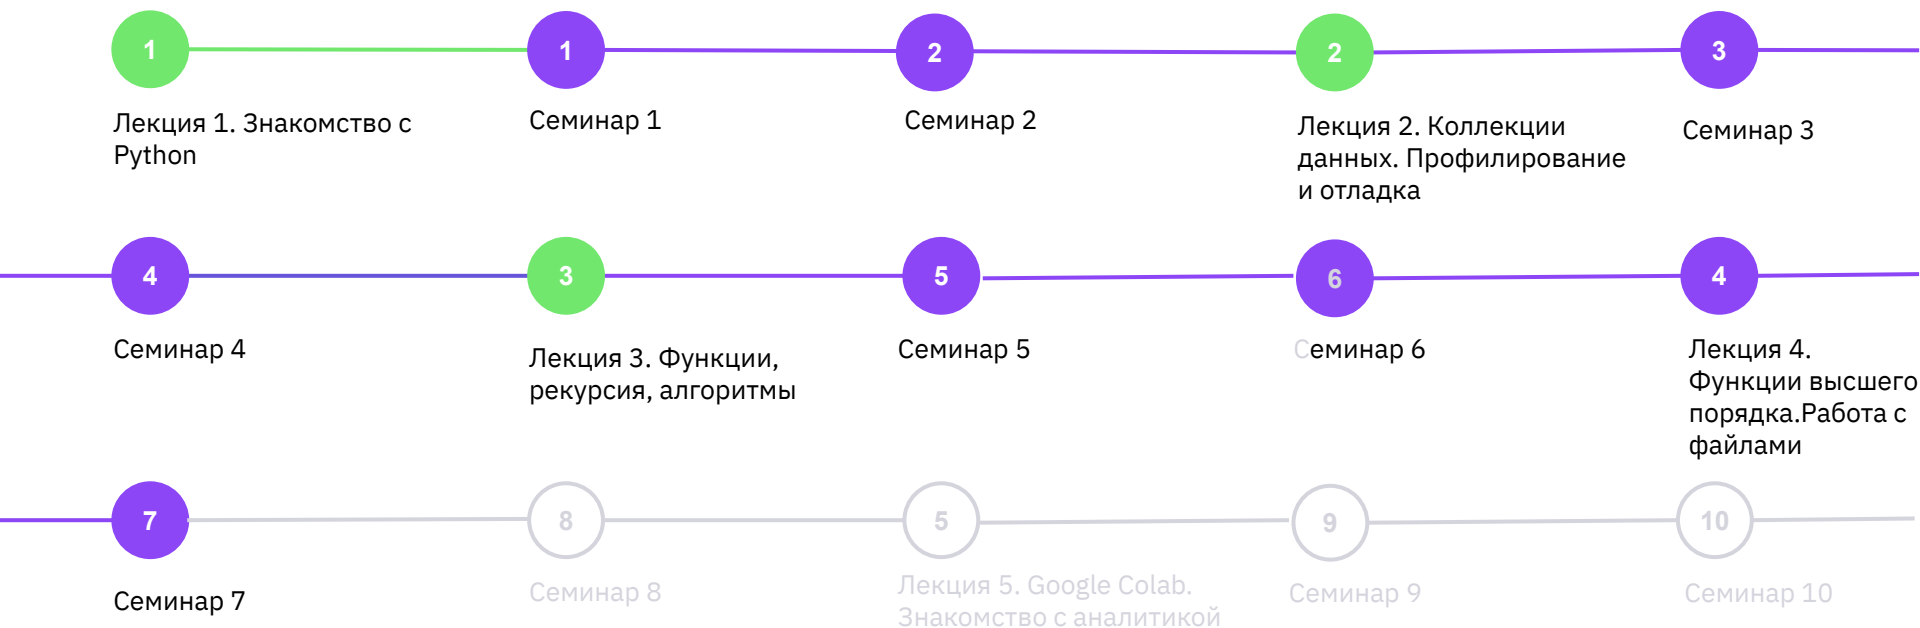 1
1
2
2
3
Лекция 1. Знакомство с
Python
Семинар 1
Семинар 2
Лекция 2. Коллекции
данных. Профилирование
и отладка
Семинар 3
4
3
5
6
4
Семинар 4
Лекция 3. Функции,
рекурсия, алгоритмы
Семинар 5
Семинар 6
Лекция 4.
Функции высшего
порядка.Работа с
файлами
7
8
5
9
10
Семинар 7
Семинар 8
Лекция 5. Google Colab.
Знакомство с аналитикой
Семинар 9
Семинар 10